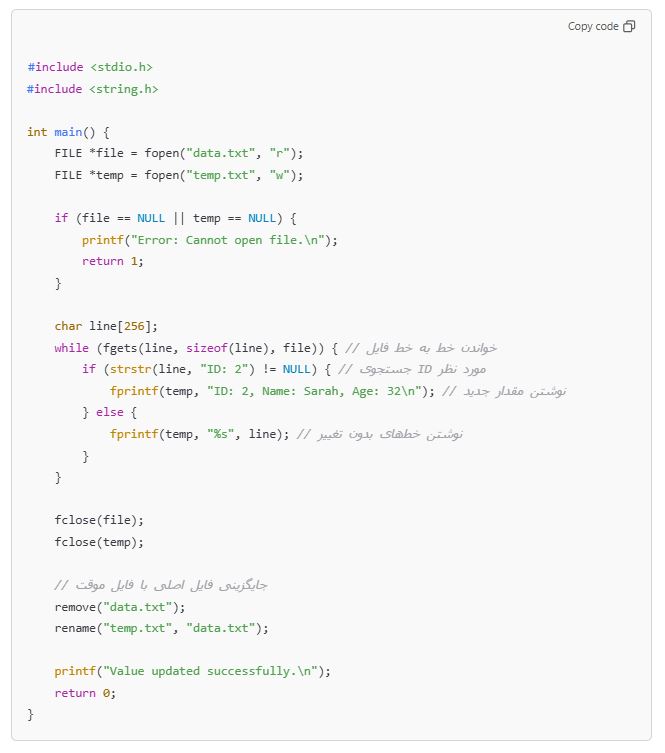 Copy code
#include <stdio.h>
#include <string.h>
int main() {
FILE *file = fopen("data.txt", "r");
FILE *temp = fopen("temp.txt", "w");
if (file == NULL || temp == NULL) {
printf("Error: Cannot open file.\n");
return 1;
}
char line[256];
while (fgets(line, sizeof(line), file)) { // خواندن خط به خط فایل
if (strstr(line, "ID: 2") != NULL) { // جستجوی ID مورد نظر
fprintf(temp, "ID: 2, Name: Sarah, Age: 32\n"); // نوشتن مقدار جدید
} else {
fprintf(temp, "%s", line); // نوشتن خط‌های بدون تغییر
}
}
fclose(file);
fclose(temp);
// جایگزینی فایل اصلی با فایل موقت
remove("data.txt");
rename("temp.txt", "data.txt");
printf("Value updated successfully.\n");
return 0;
}